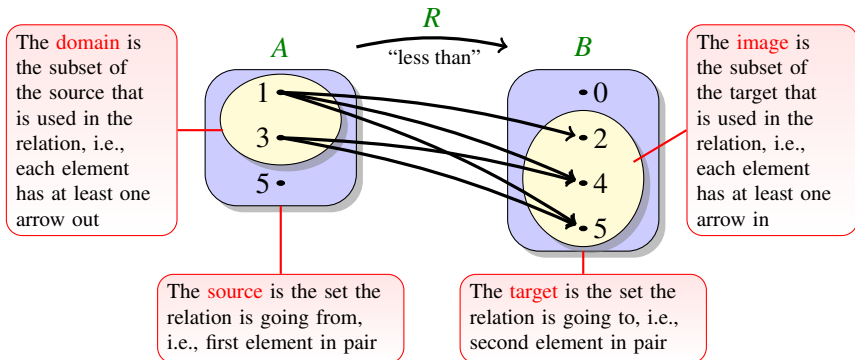 R
"less than"
A
B
The domain is
the subset of
the source that
is used in the
relation, i.e.,
each element
has at least one
arrow out
1
3
5
0
2
4
5
The image is
the subset of
the target that
is used in the
relation, i.e.,
each element
has at least one
arrow in
The source is the set the
relation is going from,
i.e., first element in pair
The target is the set the
relation is going to, i.e.,
second element in pair